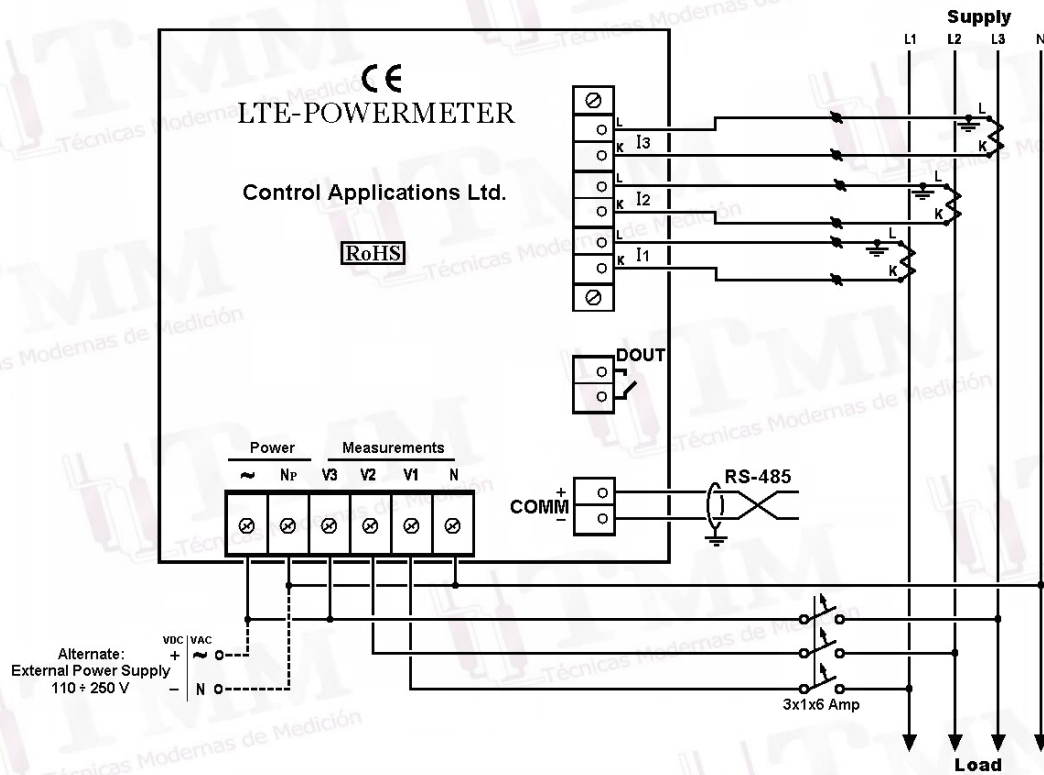 Supply
L1 L2 L3 N
CE
LTE-POWERMETER
Control Applications Ltd.
RoHS
L
K I3
L
K I2
L
K I1
L
K
L
K
L
K
DOUT
Power Measurements
~ NP V3 V2 V1 N
COMM + −
RS-485
VDC VAC
Alternate:
External Power Supply
110 ÷ 250 V
+ ~
− N
3x1x6 Amp
Load
TMM
Técnicas Modernas de Medición